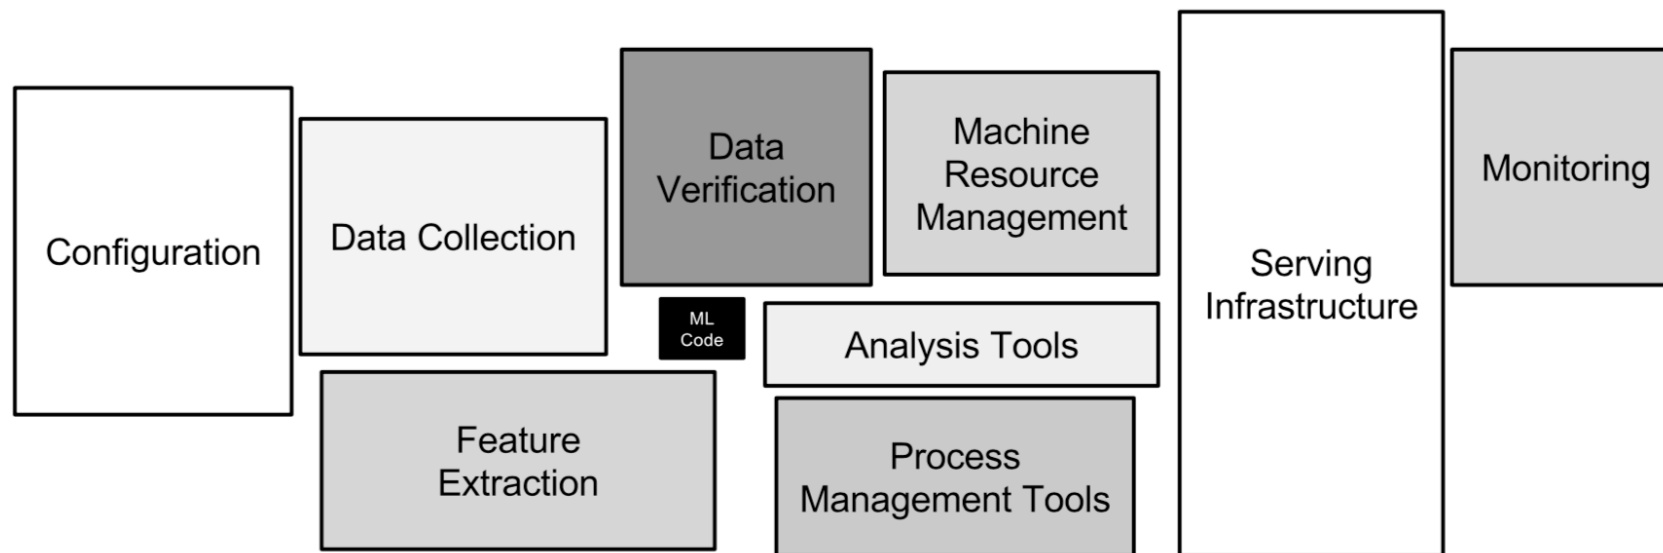 Configuration
Data Collection
Data
Verification
Machine
Resource
Management
Monitoring
Serving
Infrastructure
ML
Code
Analysis Tools
Feature
Extraction
Process
Management Tools